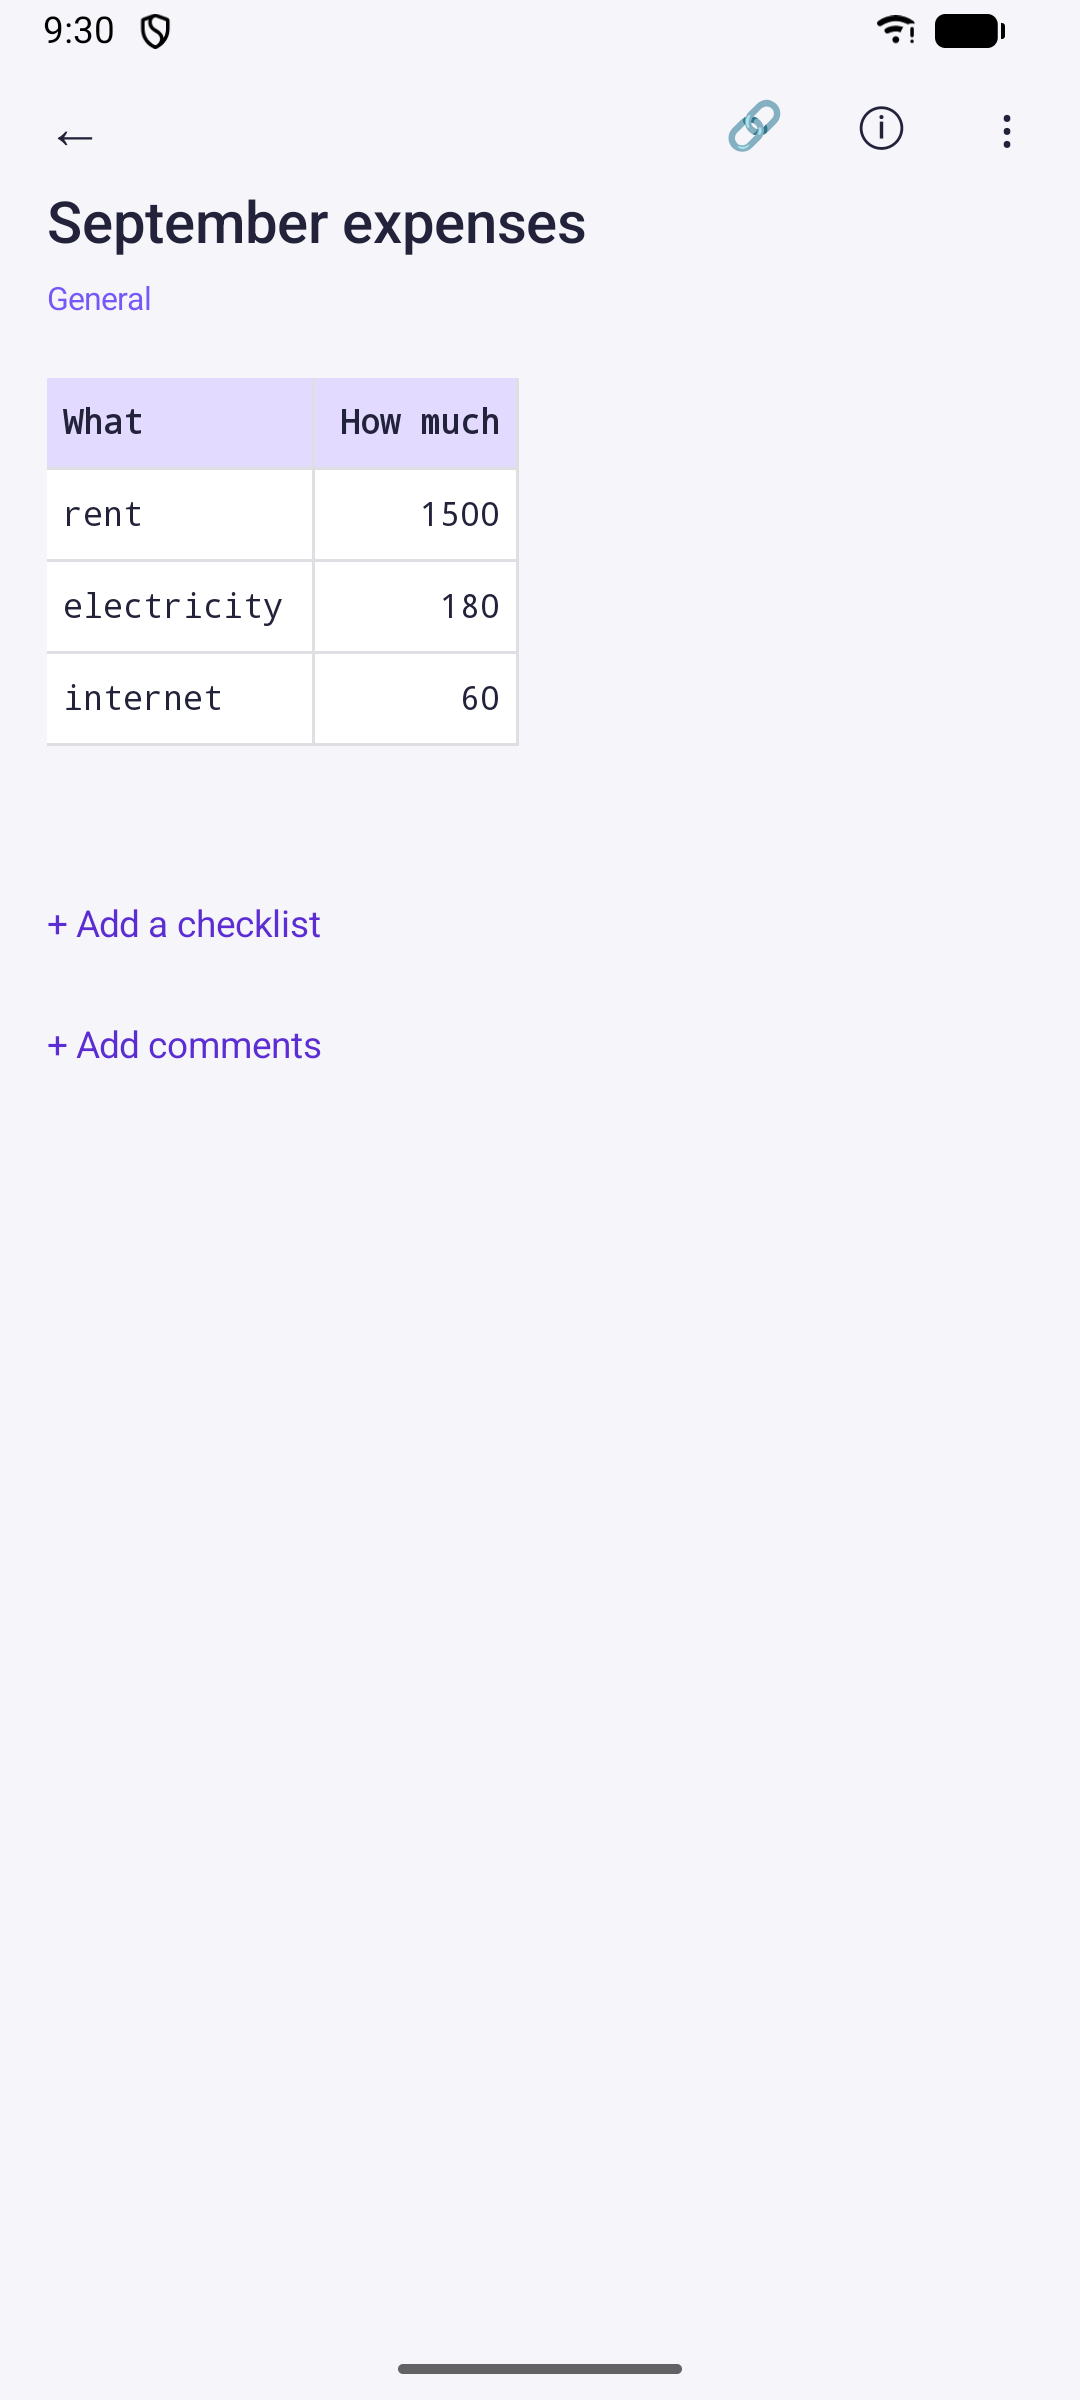 9:30
September expenses
General
What How much
rent 1500
electricity 180
internet 60
+ Add a checklist
+ Add comments